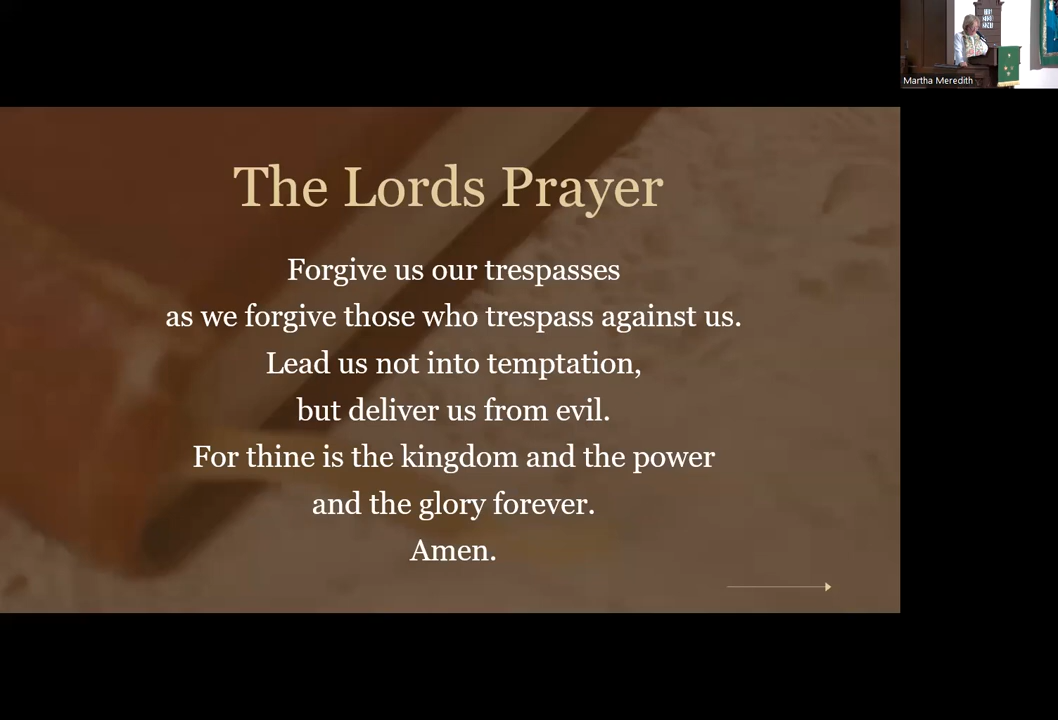 Martha Meredith
The Lords Prayer
Forgive us our trespasses
as we forgive those who trespass against us.
Lead us not into temptation,
but deliver us from evil.
For thine is the kingdom and the power
and the glory forever.
Amen.